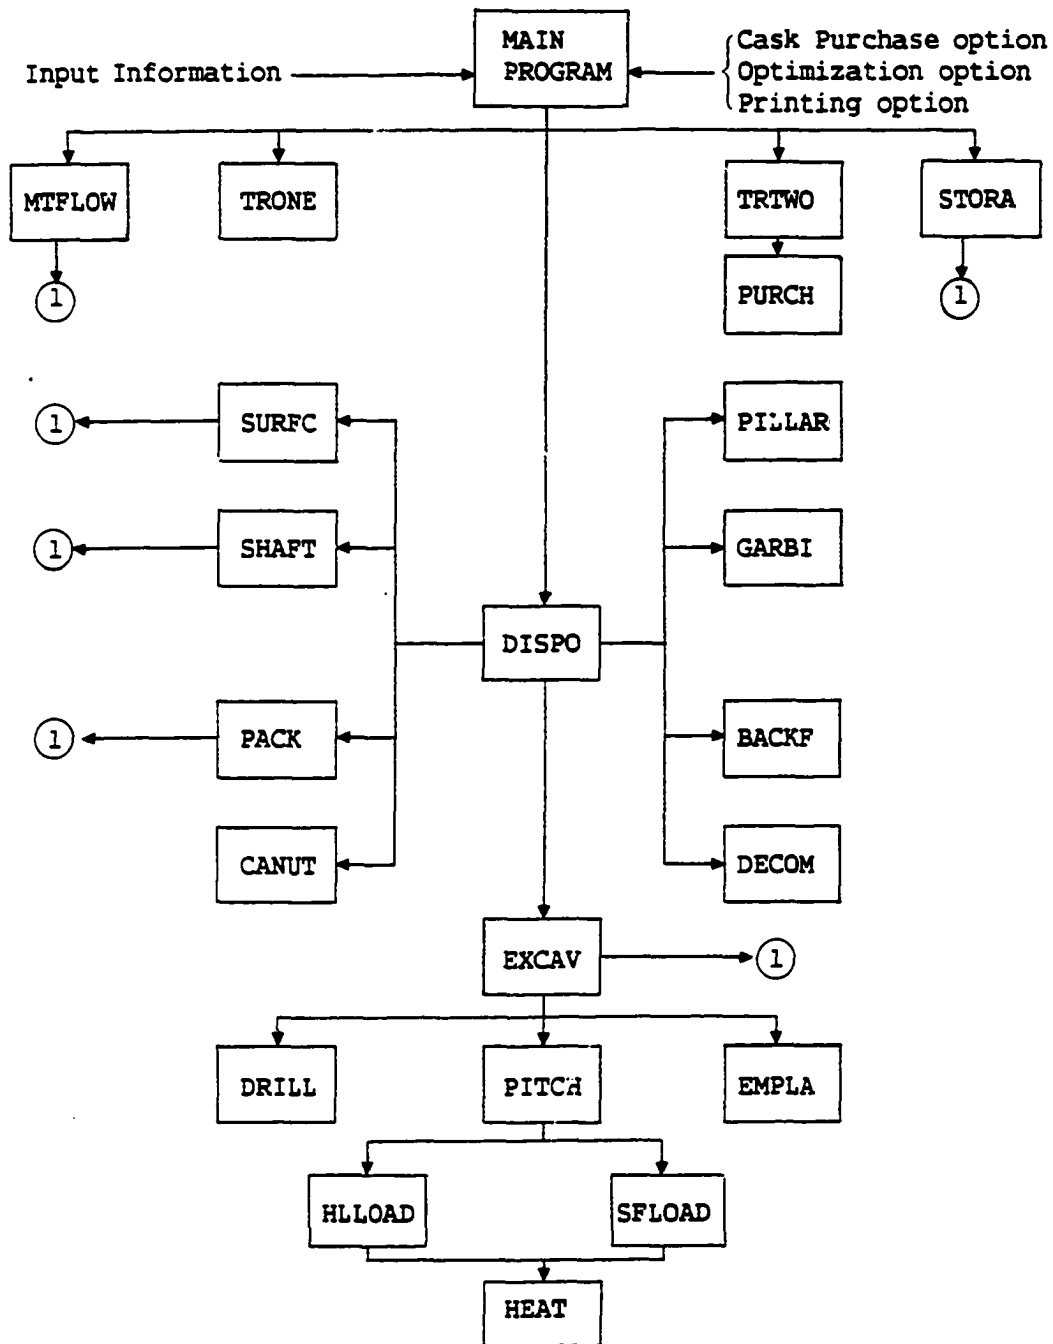 MAIN
PROGRAM
Input Information
Cask Purchase option
Optimization option
Printing option
MTFLOW
TRONE
TRTWO
STORA
1
PURCH
1
1
SURFC
PILLAR
1
SHAFT
GARBI
DISPO
1
PACK
BACKF
CANUT
DECOM
EXCAV
1
DRILL
PITCH
EMPLA
HLLOAD
SFLOAD
HEAT